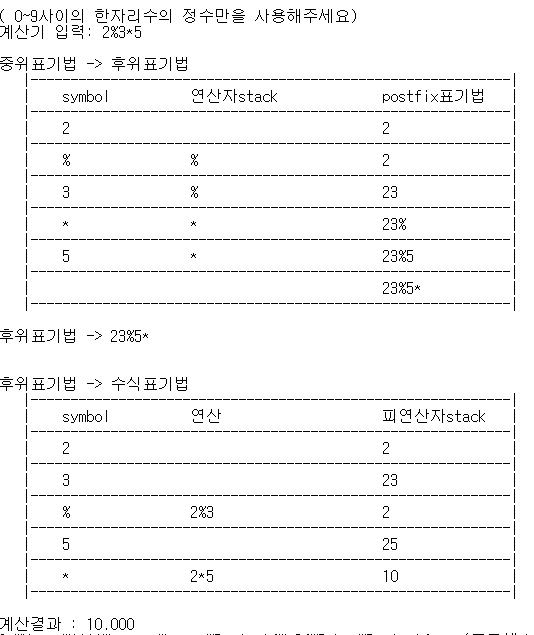 ( 0~9사이의 한자리수의 정수만을 사용해주세요)
계산기 입력: 2%3*5
중위표기법 -> 후위표기법
|------------------------------------------------------------|
| symbol 연산자stack postfix표기법 |
|------------------------------------------------------------|
| 2 2 |
|------------------------------------------------------------|
| % % 2 |
|------------------------------------------------------------|
| 3 % 23 |
|------------------------------------------------------------|
| * * 23% |
|------------------------------------------------------------|
| 5 * 23%5 |
|------------------------------------------------------------|
| 23%5* |
|------------------------------------------------------------|
후위표기법 -> 23%5*
후위표기법 -> 수식표기법
|------------------------------------------------------------|
| symbol 연산 피연산자stack |
|------------------------------------------------------------|
| 2 2 |
|------------------------------------------------------------|
| 3 23 |
|------------------------------------------------------------|
| % 2%3 2 |
|------------------------------------------------------------|
| 5 25 |
|------------------------------------------------------------|
| * 2*5 10 |
|------------------------------------------------------------|
계산결과 : 10.000